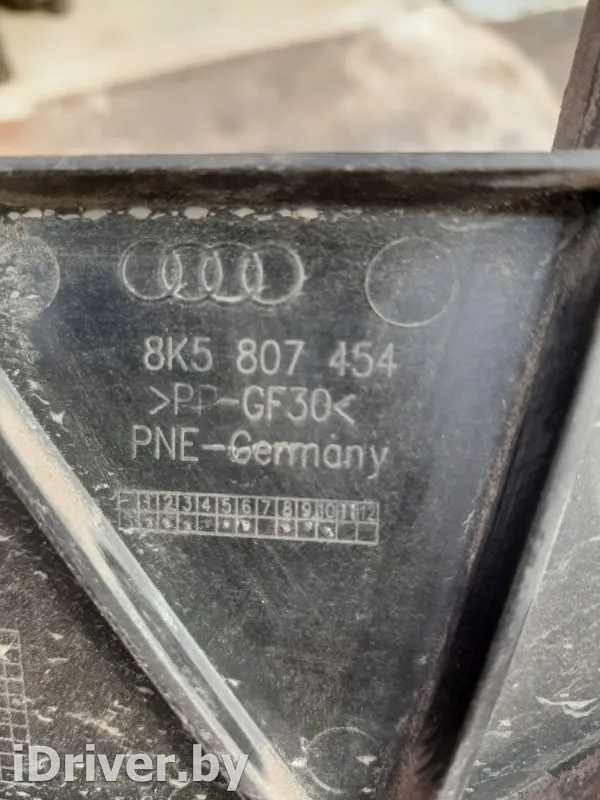 8K5 807 454
>PP-GF30<
PNE-Germany
1 2 3 4 5 6 7 8 9 10 11 12
iDriver.by